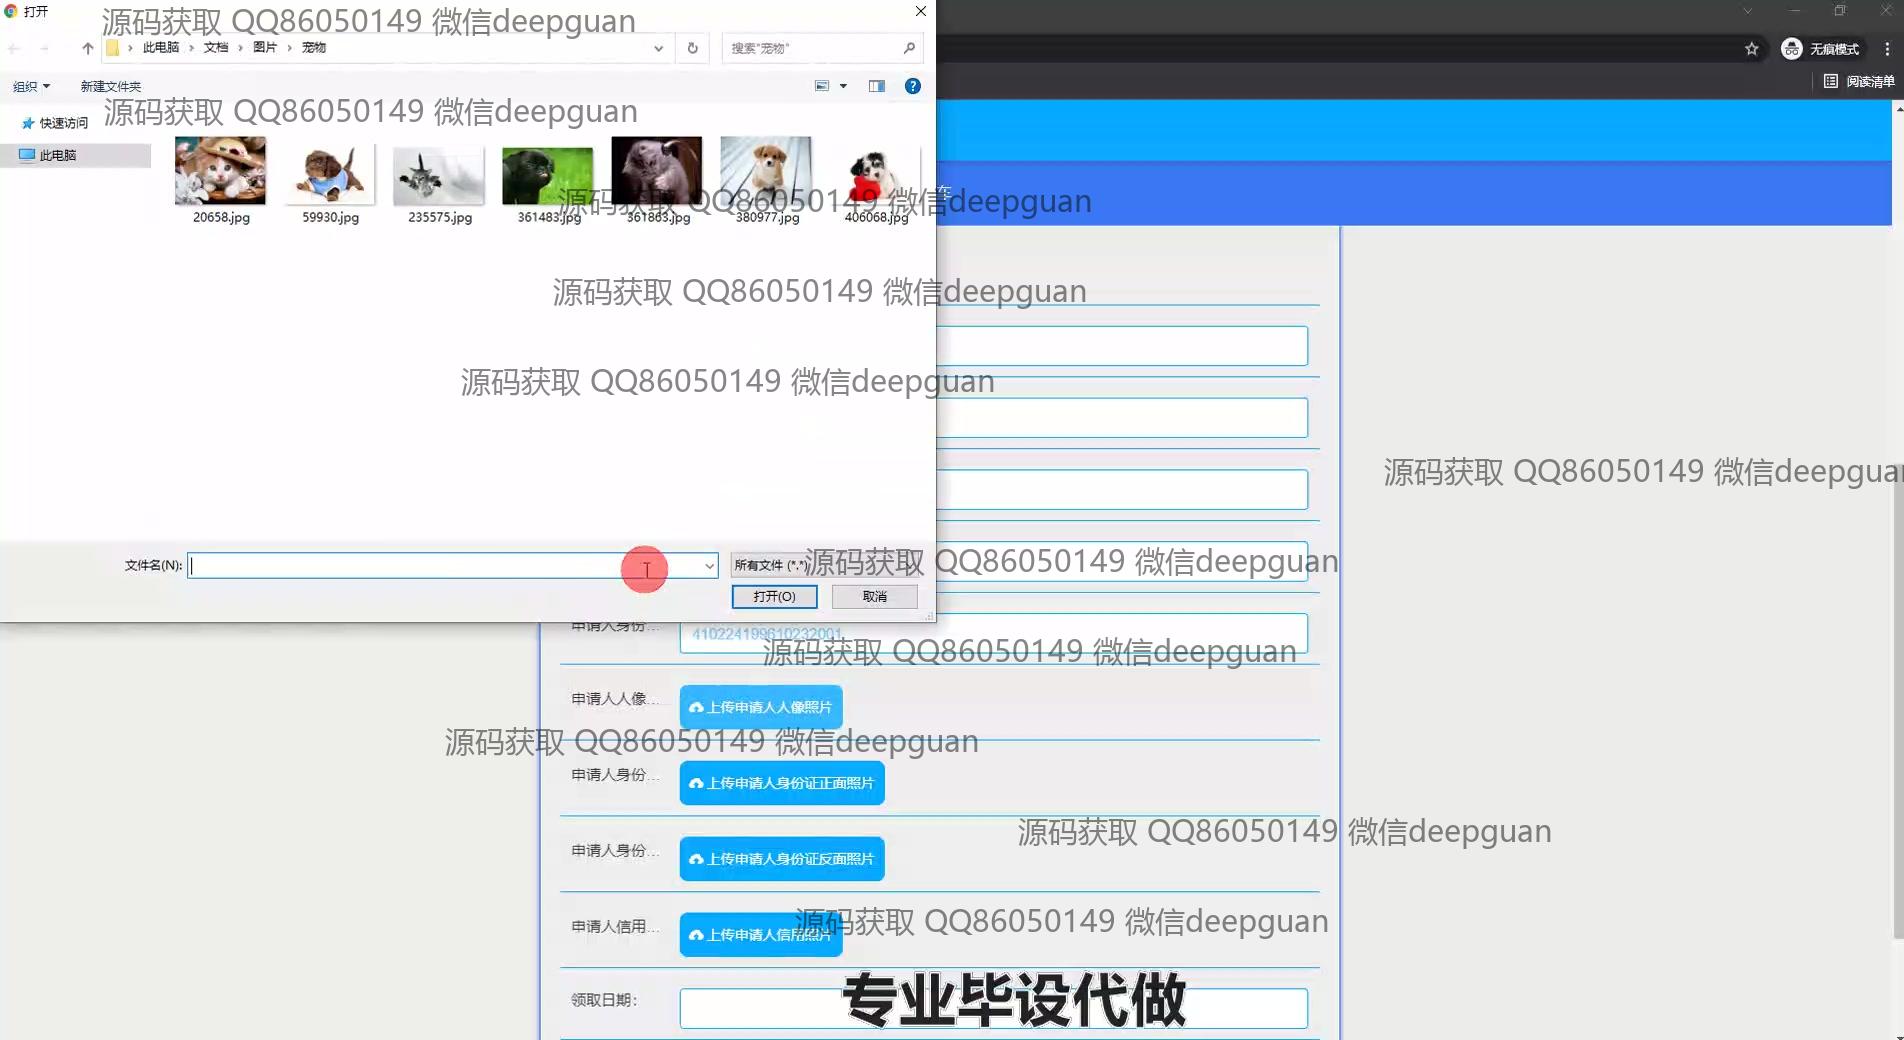 打开
源码获取 QQ86050149 微信deepguan
此电脑 › 文档 › 图片 › 宠物
搜索"宠物"
无痕模式
组织
新建文件夹
阅读清单
源码获取 QQ86050149 微信deepguan
快速访问
此电脑
源码获取 QQ86050149 微信deepguan
20658.jpg
59930.jpg
235575.jpg
361483.jpg
361863.jpg
380977.jpg
406068.jpg
源码获取 QQ86050149 微信deepguan
源码获取 QQ86050149 微信deepguan
源码获取 QQ86050149 微信deepgua
文件名(N):
所有文件 (*.*)
源码获取 QQ86050149 微信deepguan
打开(O)
取消
申请人身份...
410224199610232001
源码获取 QQ86050149 微信deepguan
申请人人像...
上传申请人人像照片
源码获取 QQ86050149 微信deepguan
申请人身份...
上传申请人身份证正面照片
源码获取 QQ86050149 微信deepguan
申请人身份...
上传申请人身份证反面照片
申请人信用...
上传申请人信用照片
源码获取 QQ86050149 微信deepguan
领取日期:
专业毕设代做